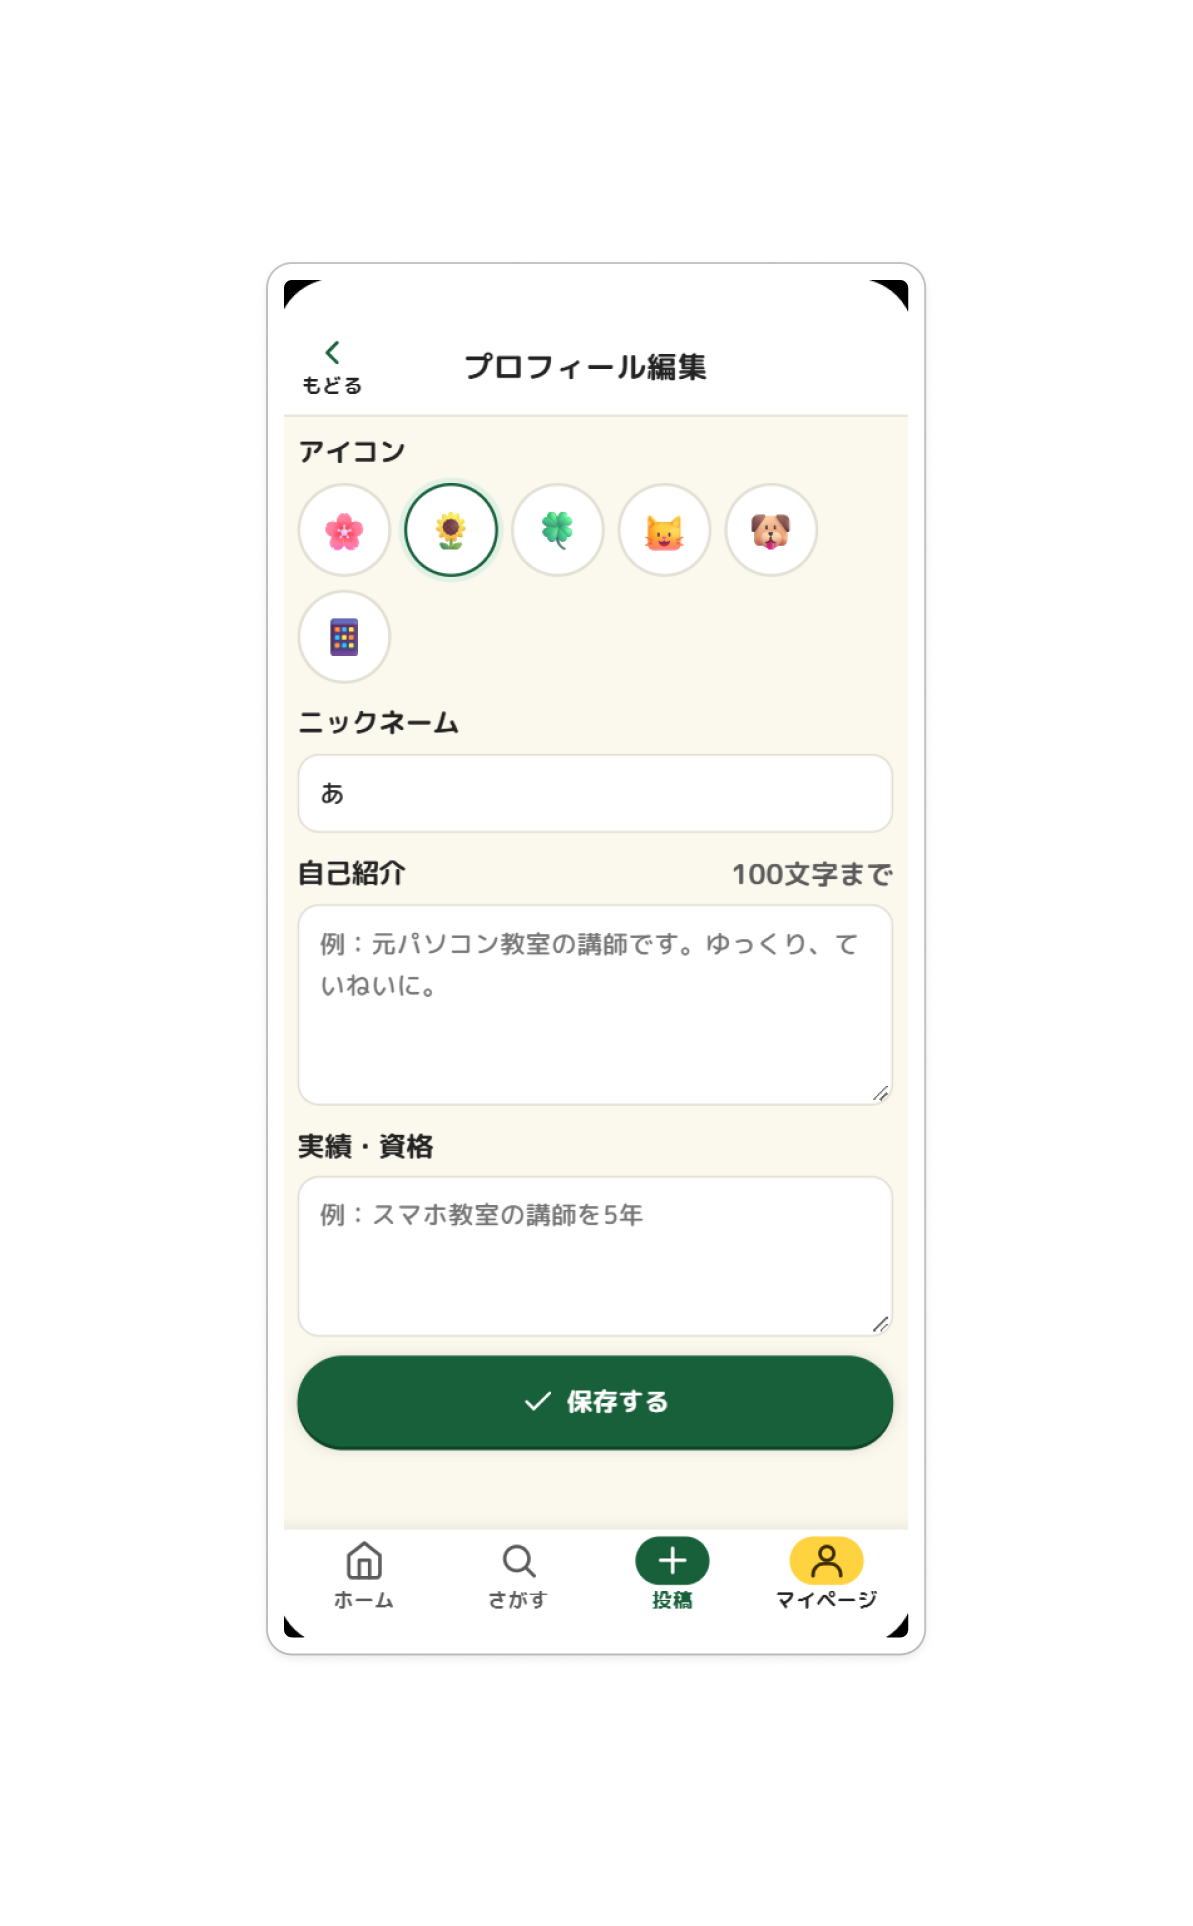 もどる
プロフィール編集
アイコン
ニックネーム
あ
自己紹介
100文字まで
例：元パソコン教室の講師です。ゆっくり、て
いねいに。
実績・資格
例：スマホ教室の講師を5年
保存する
ホーム
さがす
投稿
マイページ